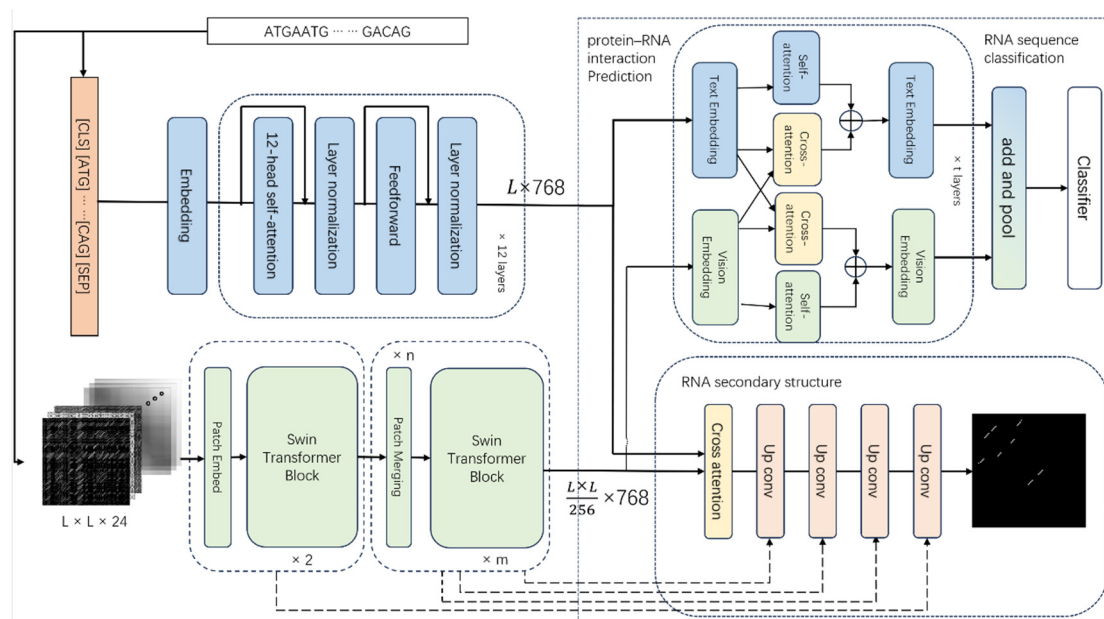 ATGAATG ··· ··· GACAG
[CLS] [ATG] ··· ···[CAG] [SEP]
Embedding
12-head self-attention
Layer normalization
Feedforward
Layer normalization
× 12 layers
L×768
protein–RNA
interaction
Prediction
Text Embedding
Vision
Embedding
Self-
attention
Cross-
attention
Cross-
attention
Self-
attention
Text Embedding
Vision
Embedding
× t layers
RNA sequence
classification
add and pool
Classifier
L × L × 24
Patch Embed
Swin
Transformer
Block
× 2
× n
Patch Merging
Swin
Transformer
Block
× m
L×L
256
×768
RNA secondary structure
Cross attention
Up conv
Up conv
Up conv
Up conv